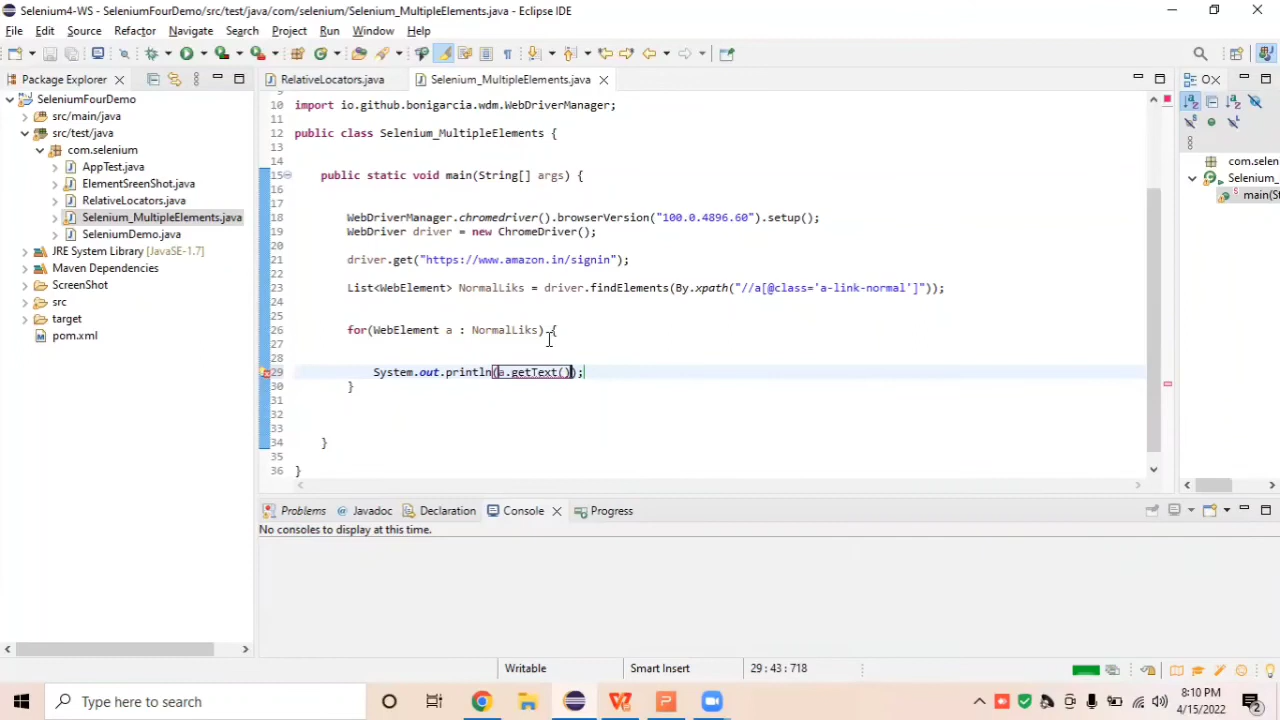 Selenium4-WS - SeleniumFourDemo/src/test/java/com/selenium/Selenium_MultipleElements.java - Eclipse IDE
File Edit Source Refactor Navigate Search Project Run Window Help
Package Explorer
RelativeLocators.java
Selenium_MultipleElements.java
SeleniumFourDemo
src/main/java
src/test/java
com.selenium
AppTest.java
ElementSreenShot.java
RelativeLocators.java
Selenium_MultipleElements.java
SeleniumDemo.java
JRE System Library [JavaSE-1.7]
Maven Dependencies
ScreenShot
src
target
pom.xml
9
10 import io.github.bonigarcia.wdm.WebDriverManager;
11
12 public class Selenium_MultipleElements {
13
14
15 public static void main(String[] args) {
16
17
18 WebDriverManager.chromedriver().browserVersion("100.0.4896.60").setup();
19 WebDriver driver = new ChromeDriver();
20
21 driver.get("https://www.amazon.in/signin");
22
23 List<WebElement> NormalLiks = driver.findElements(By.xpath("//a[@class='a-link-normal']"));
24
25
26 for(WebElement a : NormalLiks) {
27
28
29 System.out.println(a.getText());
30 }
31
32
33
34 }
35
36 }
com.selen
Selenium_
main(St
Problems Javadoc Declaration Console Progress
No consoles to display at this time.
Writable Smart Insert 29:43:718
Type here to search
8:10 PM
4/15/2022
2